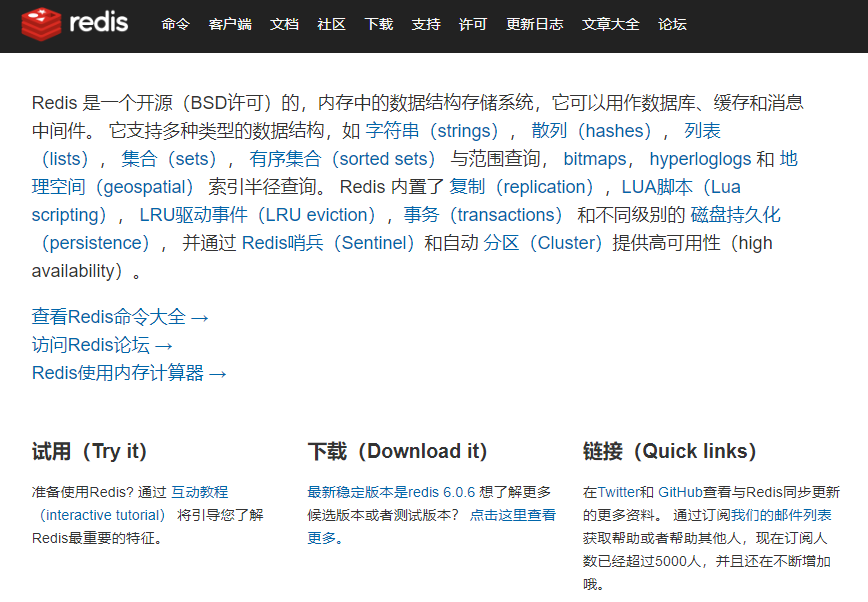 redis 命令 客户端 文档 社区 下载 支持 许可 更新日志 文章大全 论坛
Redis 是一个开源（BSD许可）的，内存中的数据结构存储系统，它可以用作数据库、缓存和消息
中间件。 它支持多种类型的数据结构，如 字符串（strings）， 散列（hashes）， 列表
（lists）， 集合（sets）， 有序集合（sorted sets） 与范围查询， bitmaps， hyperloglogs 和 地
理空间（geospatial） 索引半径查询。 Redis 内置了 复制（replication），LUA脚本（Lua
scripting）， LRU驱动事件（LRU eviction），事务（transactions） 和不同级别的 磁盘持久化
（persistence）， 并通过 Redis哨兵（Sentinel）和自动 分区（Cluster）提供高可用性（high
availability）。
查看Redis命令大全 →
访问Redis论坛 →
Redis使用内存计算器 →
试用（Try it）
准备使用Redis? 通过 互动教程
（interactive tutorial） 将引导您了解
Redis最重要的特征。
下载（Download it）
最新稳定版本是redis 6.0.6 想了解更多
候选版本或者测试版本？ 点击这里查看
更多。
链接（Quick links）
在Twitter和 GitHub查看与Redis同步更新
的更多资料。 通过订阅我们的邮件列表
获取帮助或者帮助其他人，现在订阅人
数已经超过5000人，并且还在不断增加
哦。